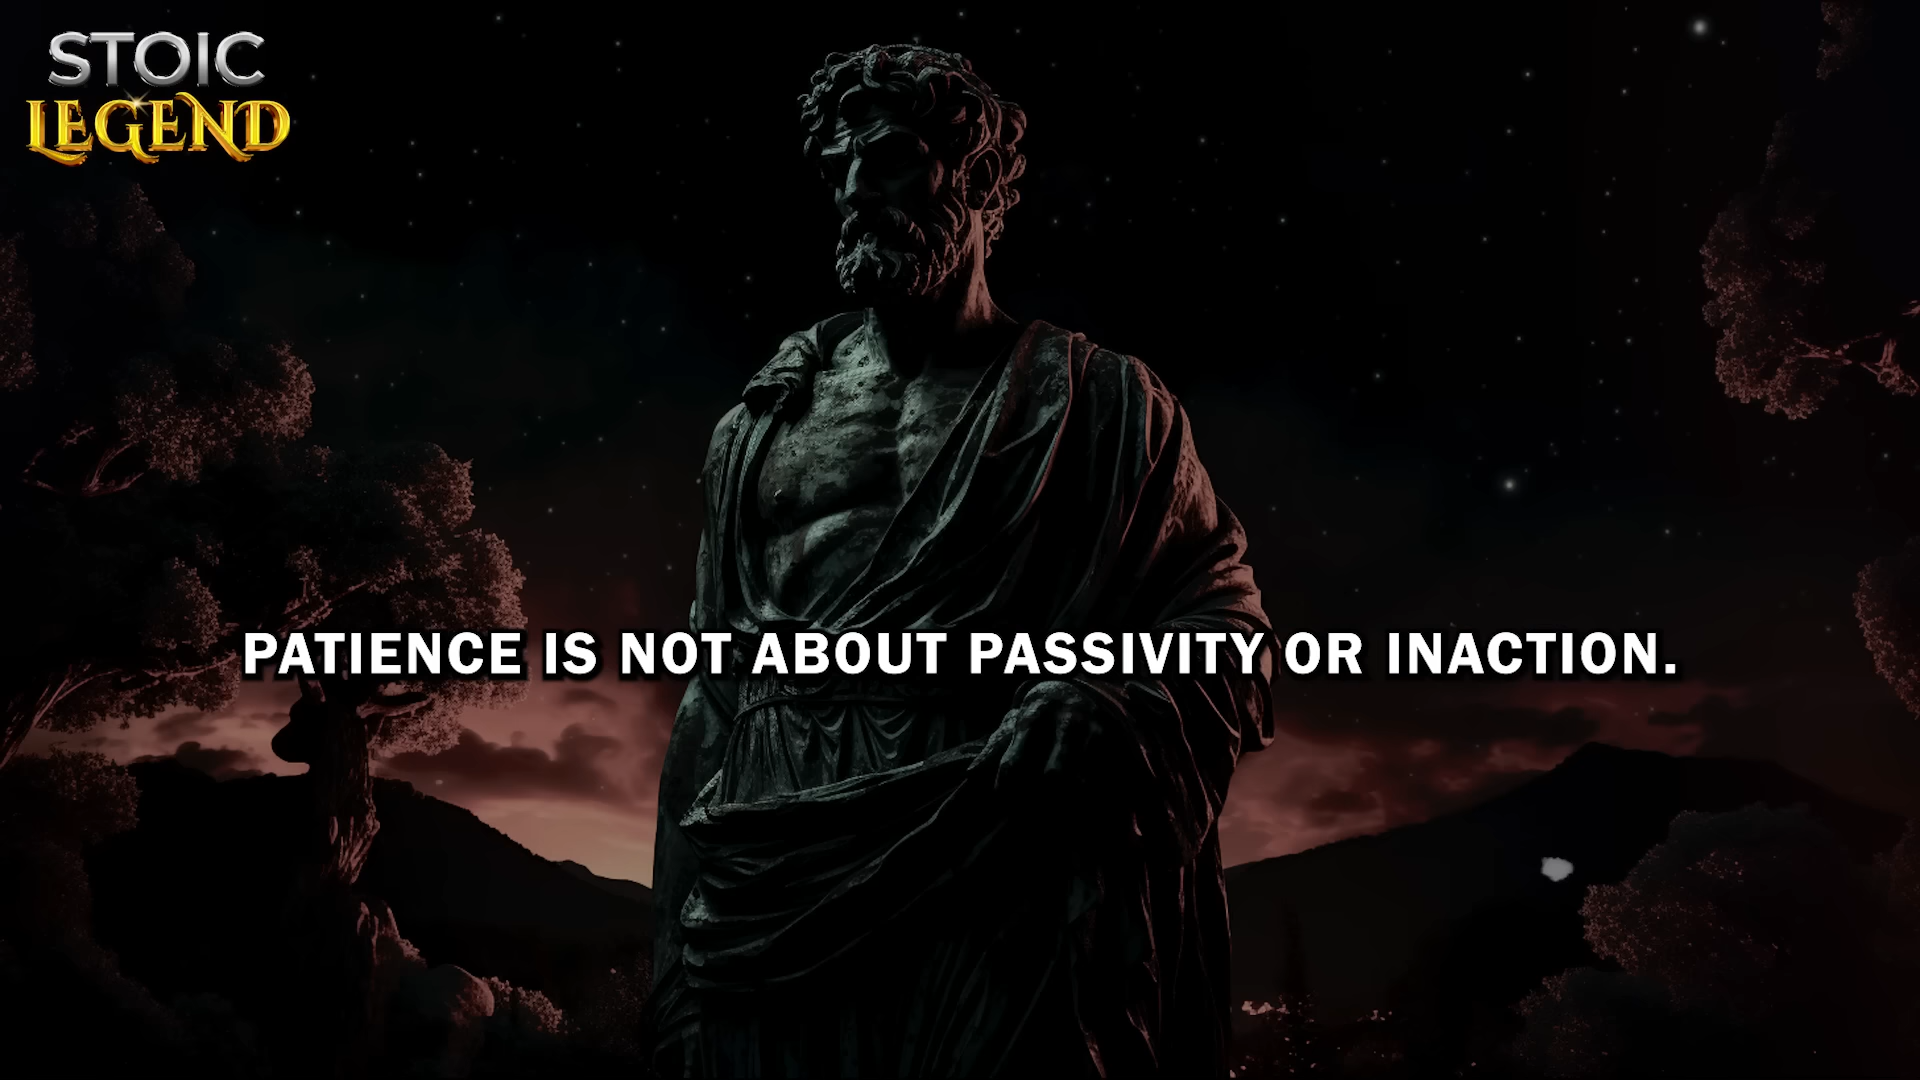 STOIC
LEGEND
PATIENCE IS NOT ABOUT PASSIVITY OR INACTION.